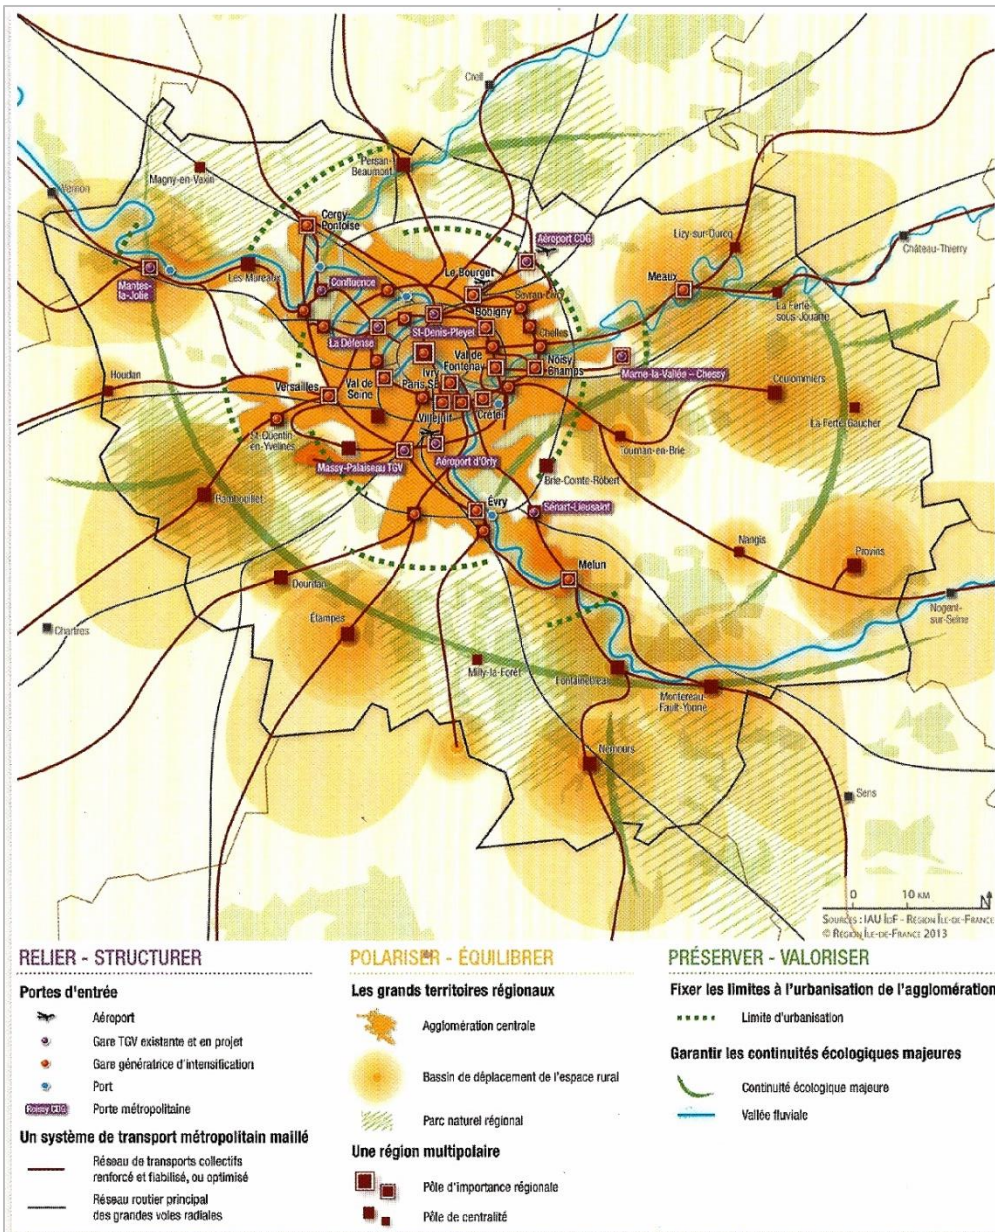 Creil
Vernon
Magny-en-Vexin
Persan-
Beaumont
Cergy-
Pontoise
Aéroport CDG
Lizy-sur-Ourcq
Château-Thierry
Mantes-
la-Jolie
Les Mureaux
Confluence
Le Bourget
Sevran-Livry
Meaux
La Ferté-
sous-Jouarre
Bobigny
La Défense
St-Denis-Pleyel
Chelles
Houdan
Versailles
Val de
Seine
Ivry
Paris SE
Val de
Fontenay
Noisy
Champs
Marne-la-Vallée – Chessy
Coulommiers
La Ferté-Gaucher
Villejuif
Créteil
St-Quentin
en-Yvelines
Massy-Palaiseau TGV
Aéroport d'Orly
Tournan-en-Brie
Brie-Comte-Robert
Rambouillet
Évry
Sénart-Lieusaint
Nangis
Provins
Dourdan
Melun
Nogent-
sur-Seine
Chartres
Étampes
Milly-la-Forêt
Fontainebleau
Montereau-
Fault-Yonne
Nemours
Sens
0 10 KM
N
SOURCES : IAU ÎDF - RÉGION ÎLE-DE-FRANCE
© RÉGION ÎLE-DE-FRANCE 2013
RELIER - STRUCTURER
Portes d'entrée
Aéroport
Gare TGV existante et en projet
Gare génératrice d'intensification
Port
Roissy CDG
Porte métropolitaine
Un système de transport métropolitain maillé
Réseau de transports collectifs
renforcé et fiabilisé, ou optimisé
Réseau routier principal
des grandes voies radiales
POLARISER - ÉQUILIBRER
Les grands territoires régionaux
Agglomération centrale
Bassin de déplacement de l'espace rural
Parc naturel régional
Une région multipolaire
Pôle d'importance régionale
Pôle de centralité
PRÉSERVER - VALORISER
Fixer les limites à l'urbanisation de l'agglomération
Limite d'urbanisation
Garantir les continuités écologiques majeures
Continuité écologique majeure
Vallée fluviale